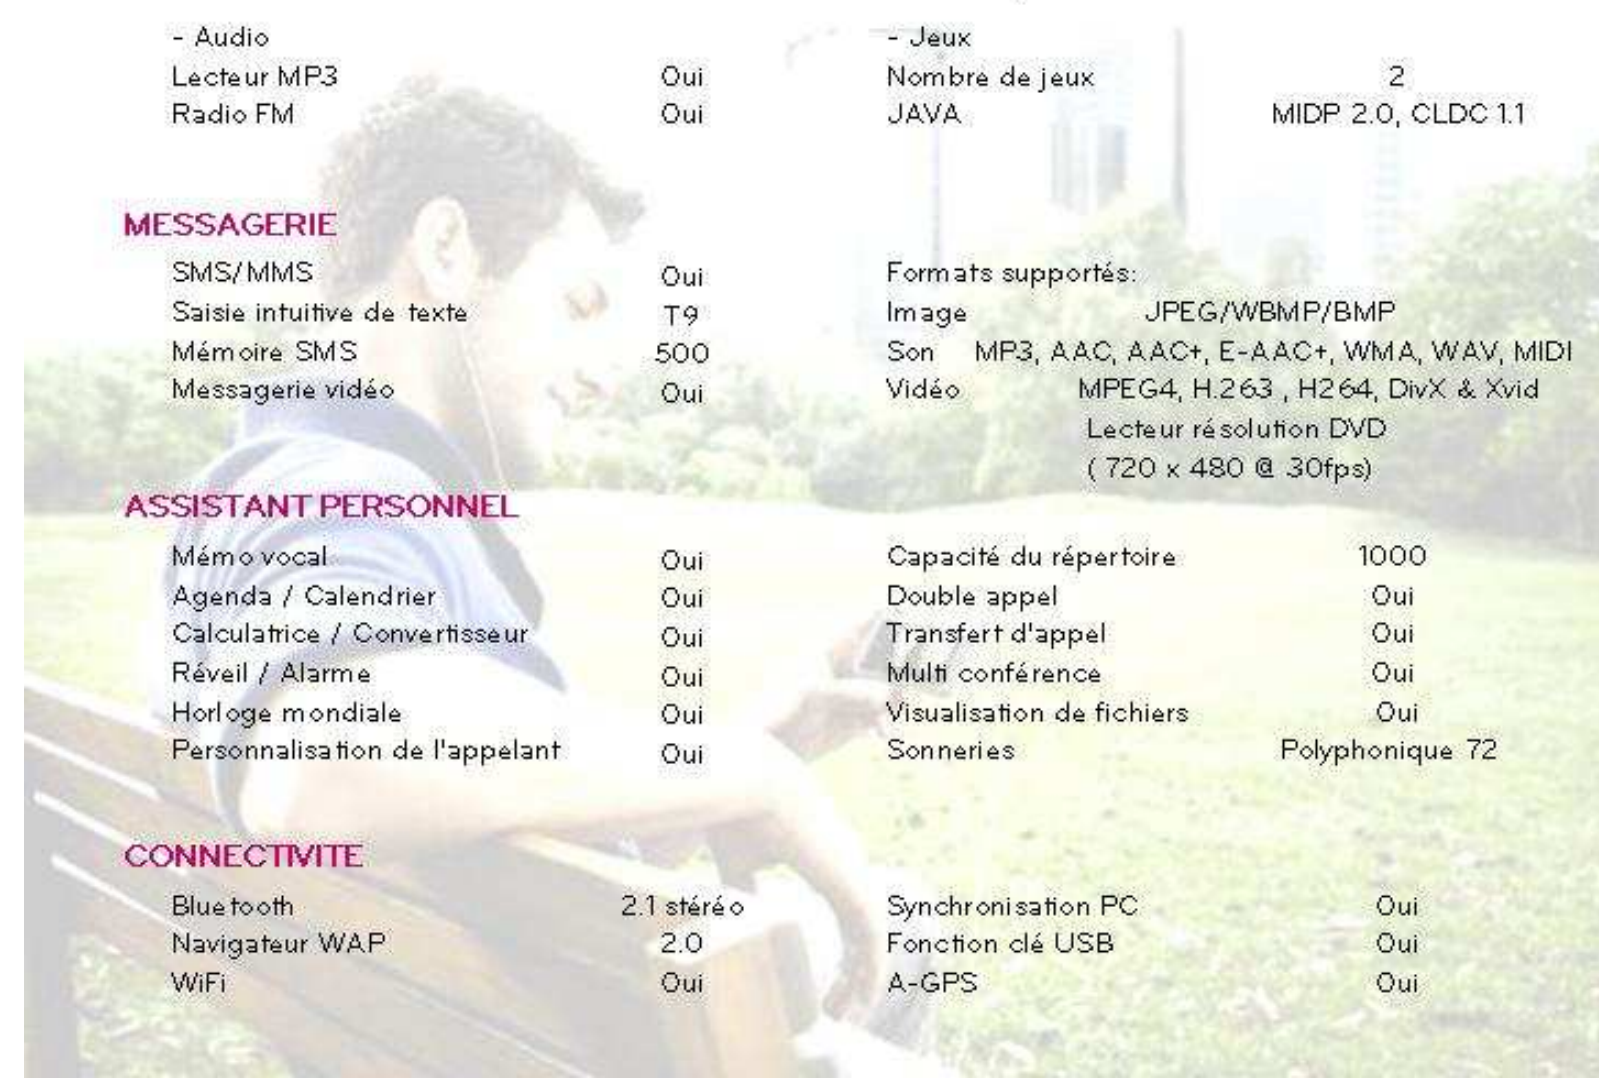 - Audio
Lecteur MP3 Oui
Radio FM Oui
- Jeux
Nombre de jeux 2
JAVA MIDP 2.0, CLDC 1.1
MESSAGERIE
SMS/MMS Oui
Saisie intuitive de texte T9
Mémoire SMS 500
Messagerie vidéo Oui
Formats supportés:
Image JPEG/WBMP/BMP
Son MP3, AAC, AAC+, E-AAC+, WMA, WAV, MIDI
Vidéo MPEG4, H.263 , H264, DivX & Xvid
Lecteur résolution DVD
( 720 x 480 @ 30fps)
ASSISTANT PERSONNEL
Mémo vocal Oui
Agenda / Calendrier Oui
Calculatrice / Convertisseur Oui
Réveil / Alarme Oui
Horloge mondiale Oui
Personnalisation de l'appelant Oui
Capacité du répertoire 1000
Double appel Oui
Transfert d'appel Oui
Multi conférence Oui
Visualisation de fichiers Oui
Sonneries Polyphonique 72
CONNECTIVITE
Bluetooth 2.1 stéréo
Navigateur WAP 2.0
WiFi Oui
Synchronisation PC Oui
Fonction clé USB Oui
A-GPS Oui